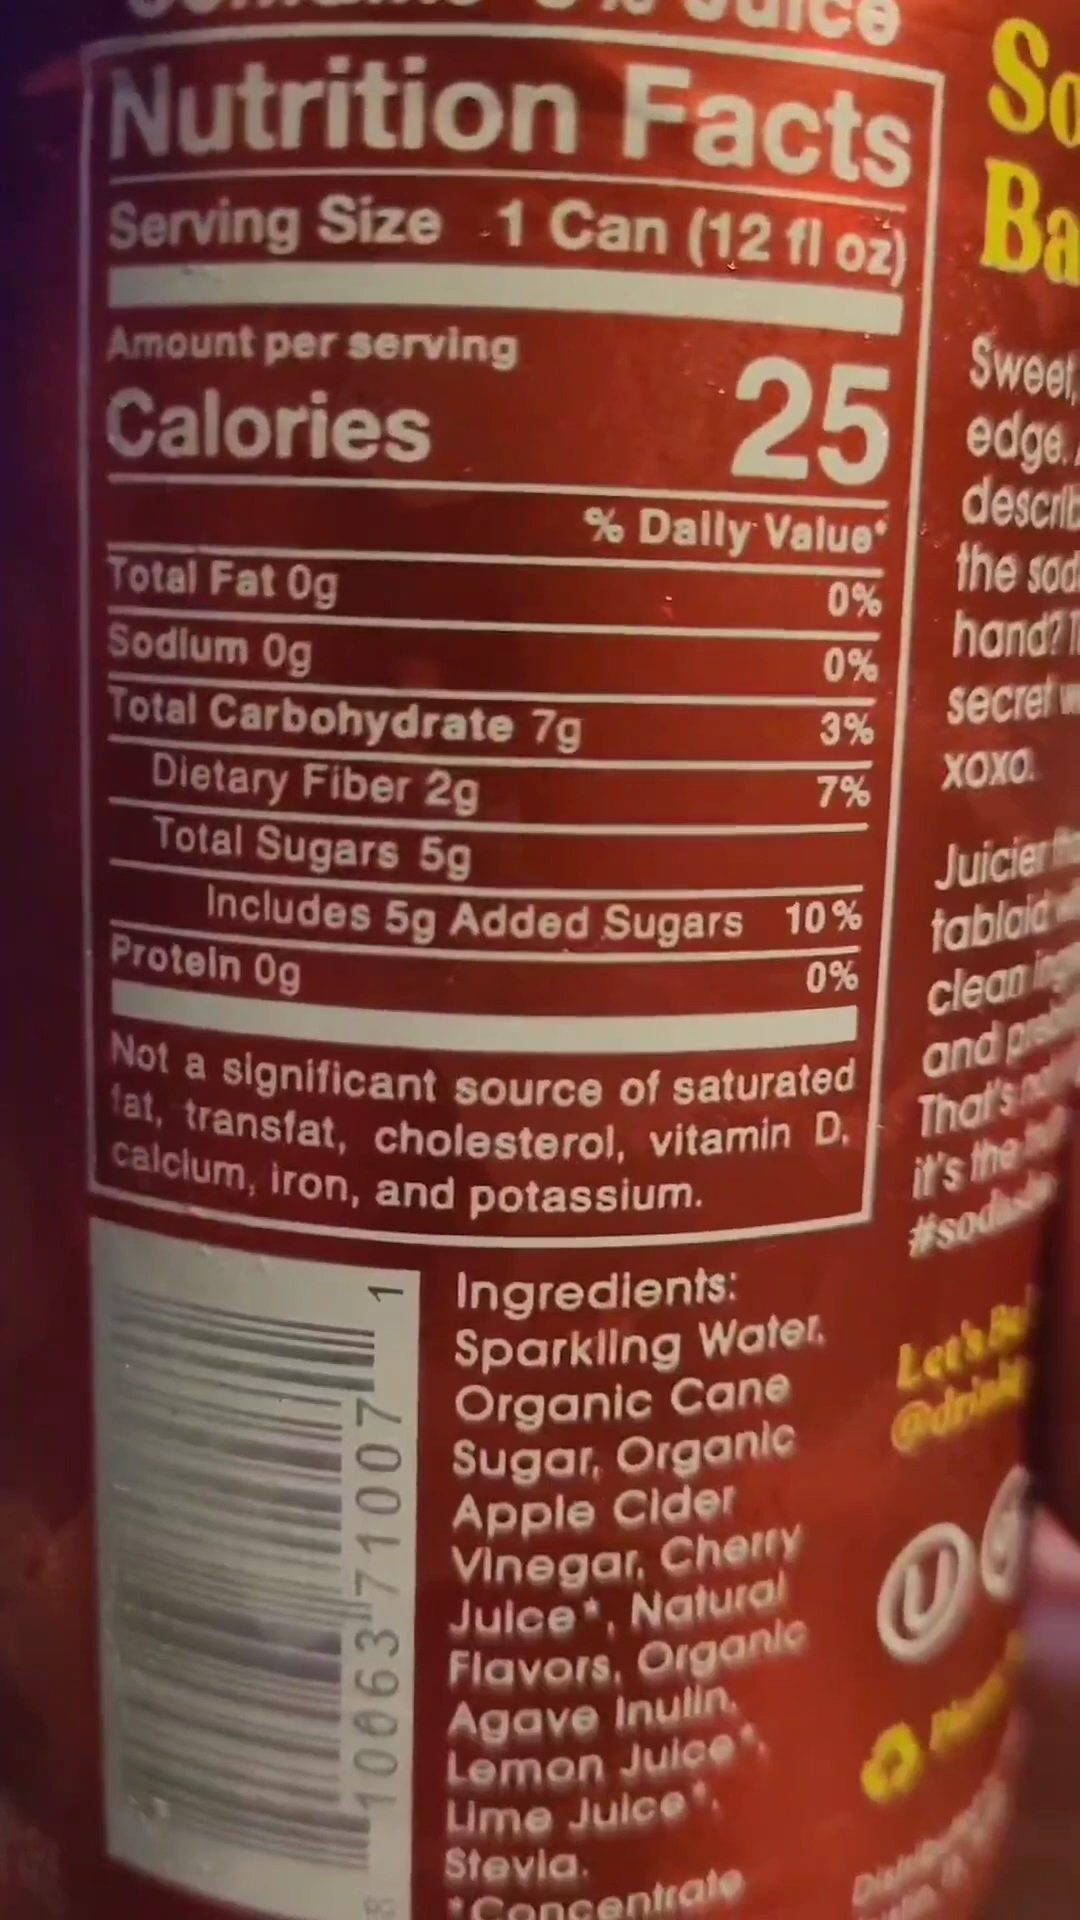 Juice
Nutrition Facts
Serving Size 1 Can (12 fl oz)
Amount per serving
Calories 25
% Daily Value*
Total Fat 0g 0%
Sodium 0g 0%
Total Carbohydrate 7g 3%
Dietary Fiber 2g 7%
Total Sugars 5g
Includes 5g Added Sugars 10%
Protein 0g 0%
Not a significant source of saturated
fat, transfat, cholesterol, vitamin D,
calcium, iron, and potassium.
1
10063 71007
Ingredients:
Sparkling Water,
Organic Cane
Sugar, Organic
Apple Cider
Vinegar, Cherry
Juice*, Natural
Flavors, Organic
Agave Inulin,
Lemon Juice*,
Lime Juice*,
Stevia.
*Concentrate
So
Ba
Sweet,
edge.
describ
the sod
hand?
secret
xoxo.
Juicier
tabloid
clean
and
That's
it's the
Let's
U